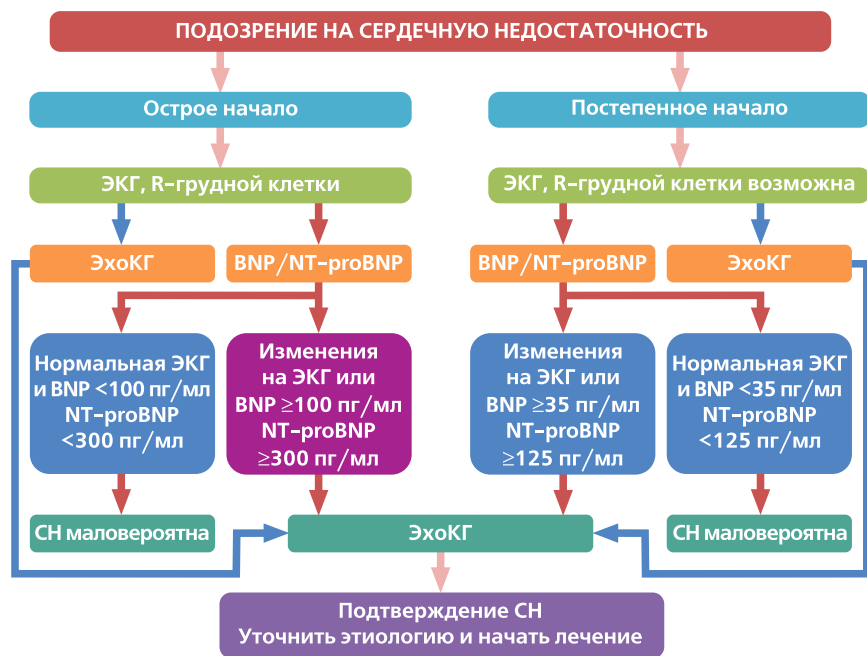 ПОДОЗРЕНИЕ НА СЕРДЕЧНУЮ НЕДОСТАТОЧНОСТЬ
Острое начало
Постепенное начало
ЭКГ, R-грудной клетки
ЭКГ, R-грудной клетки возможна
ЭхоКГ
BNP/NT-proBNP
BNP/NT-proBNP
ЭхоКГ
Нормальная ЭКГ
и BNP <100 пг/мл
NT-proBNP
<300 пг/мл
Изменения
на ЭКГ или
BNP ≥100 пг/мл
NT-proBNP
≥300 пг/мл
Изменения
на ЭКГ или
BNP ≥35 пг/мл
NT-proBNP
≥125 пг/мл
Нормальная ЭКГ
и BNP <35 пг/мл
NT-proBNP
<125 пг/мл
СН маловероятна
ЭхоКГ
СН маловероятна
Подтверждение СН
Уточнить этиологию и начать лечение